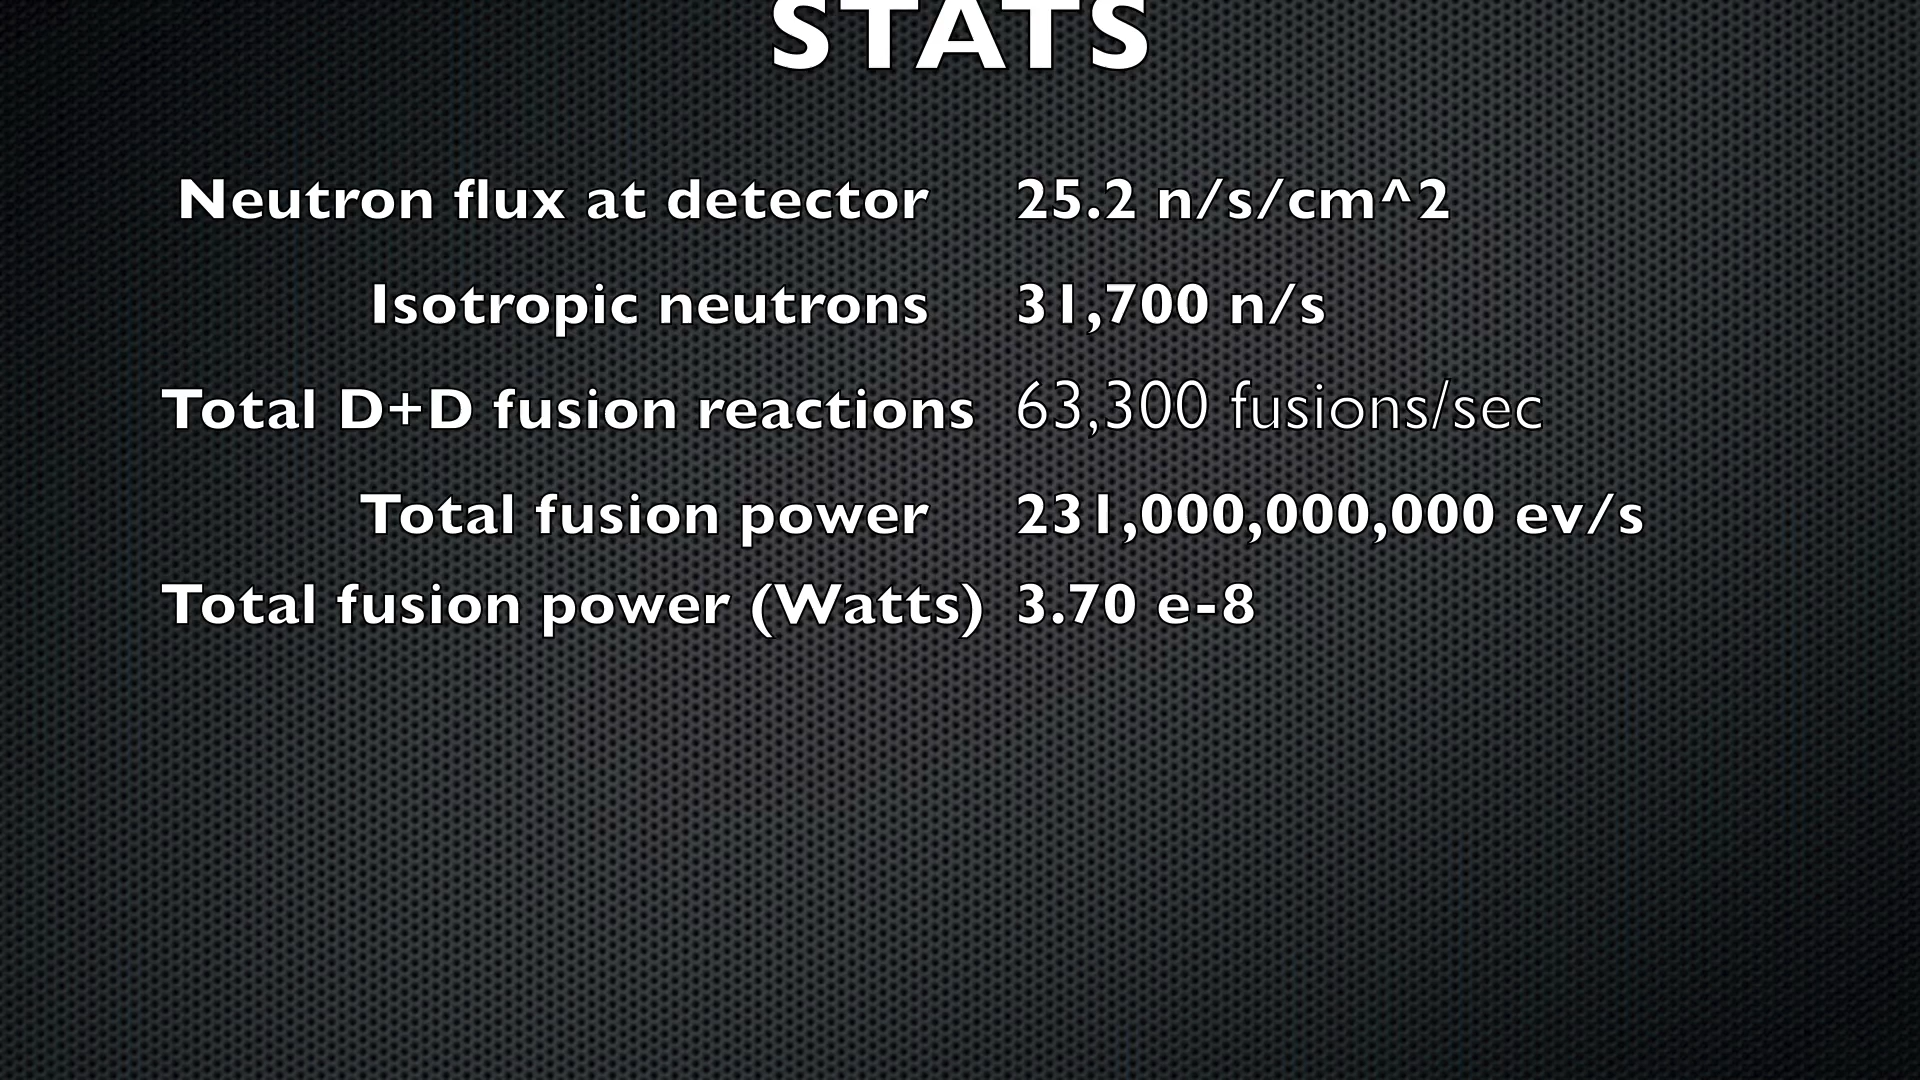 STATS
Neutron flux at detector 25.2 n/s/cm^2
Isotropic neutrons 31,700 n/s
Total D+D fusion reactions 63,300 fusions/sec
Total fusion power 231,000,000,000 ev/s
Total fusion power (Watts) 3.70 e-8